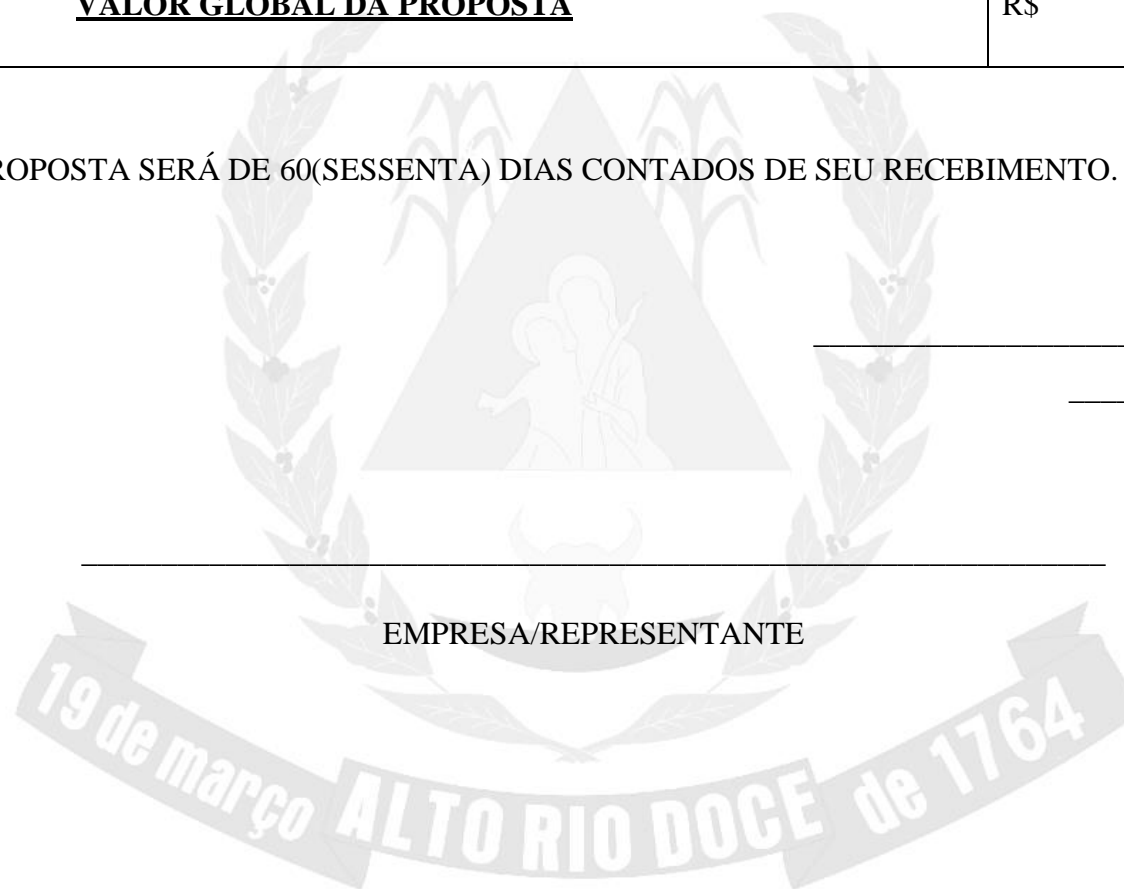 VALOR GLOBAL DA PROPOSTA
R$
ROPOSTA SERÁ DE 60(SESSENTA) DIAS CONTADOS DE SEU RECEBIMENTO.
EMPRESA/REPRESENTANTE
19 de março ALTO RIO DOCE de 1764